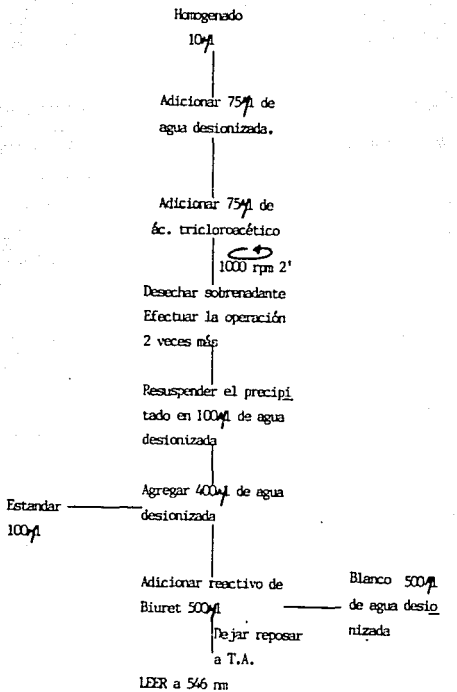 Homogenado
10μl
Adicionar 75μl de
agua desionizada.
Adicionar 75μl de
ác. tricloroacético
1000 rpm 2'
Desechar sobrenadante
Efectuar la operación
2 veces más
Resuspender el precipi
tado en 100μl de agua
desionizada
Agregar 400μl de agua
desionizada
Estandar
100μl
Adicionar reactivo de
Biuret 500μl
Blanco 500μl
de agua desio
nizada
Dejar reposar
a T.A.
LEER a 546 nm